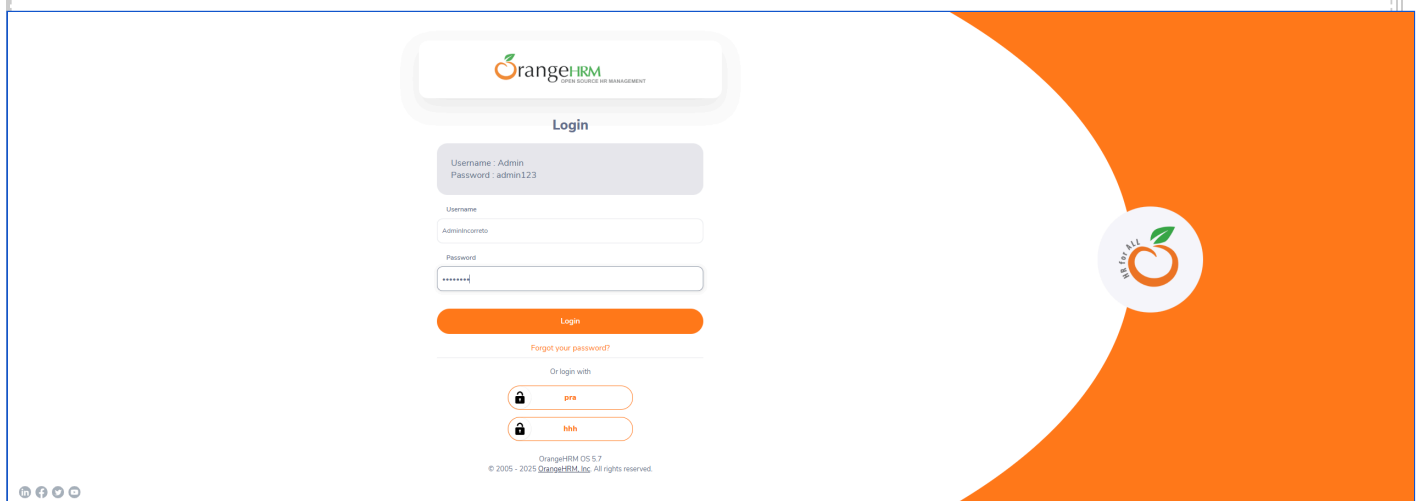 OrangeHRM
OPEN SOURCE HR MANAGEMENT
Login
Username : Admin
Password : admin123
Username
AdminIncorreto
Password
••••••••
Login
Forgot your password?
Or login with
pra
hhh
OrangeHRM OS 5.7
© 2005 - 2025 OrangeHRM, Inc. All rights reserved.
HR for ALL